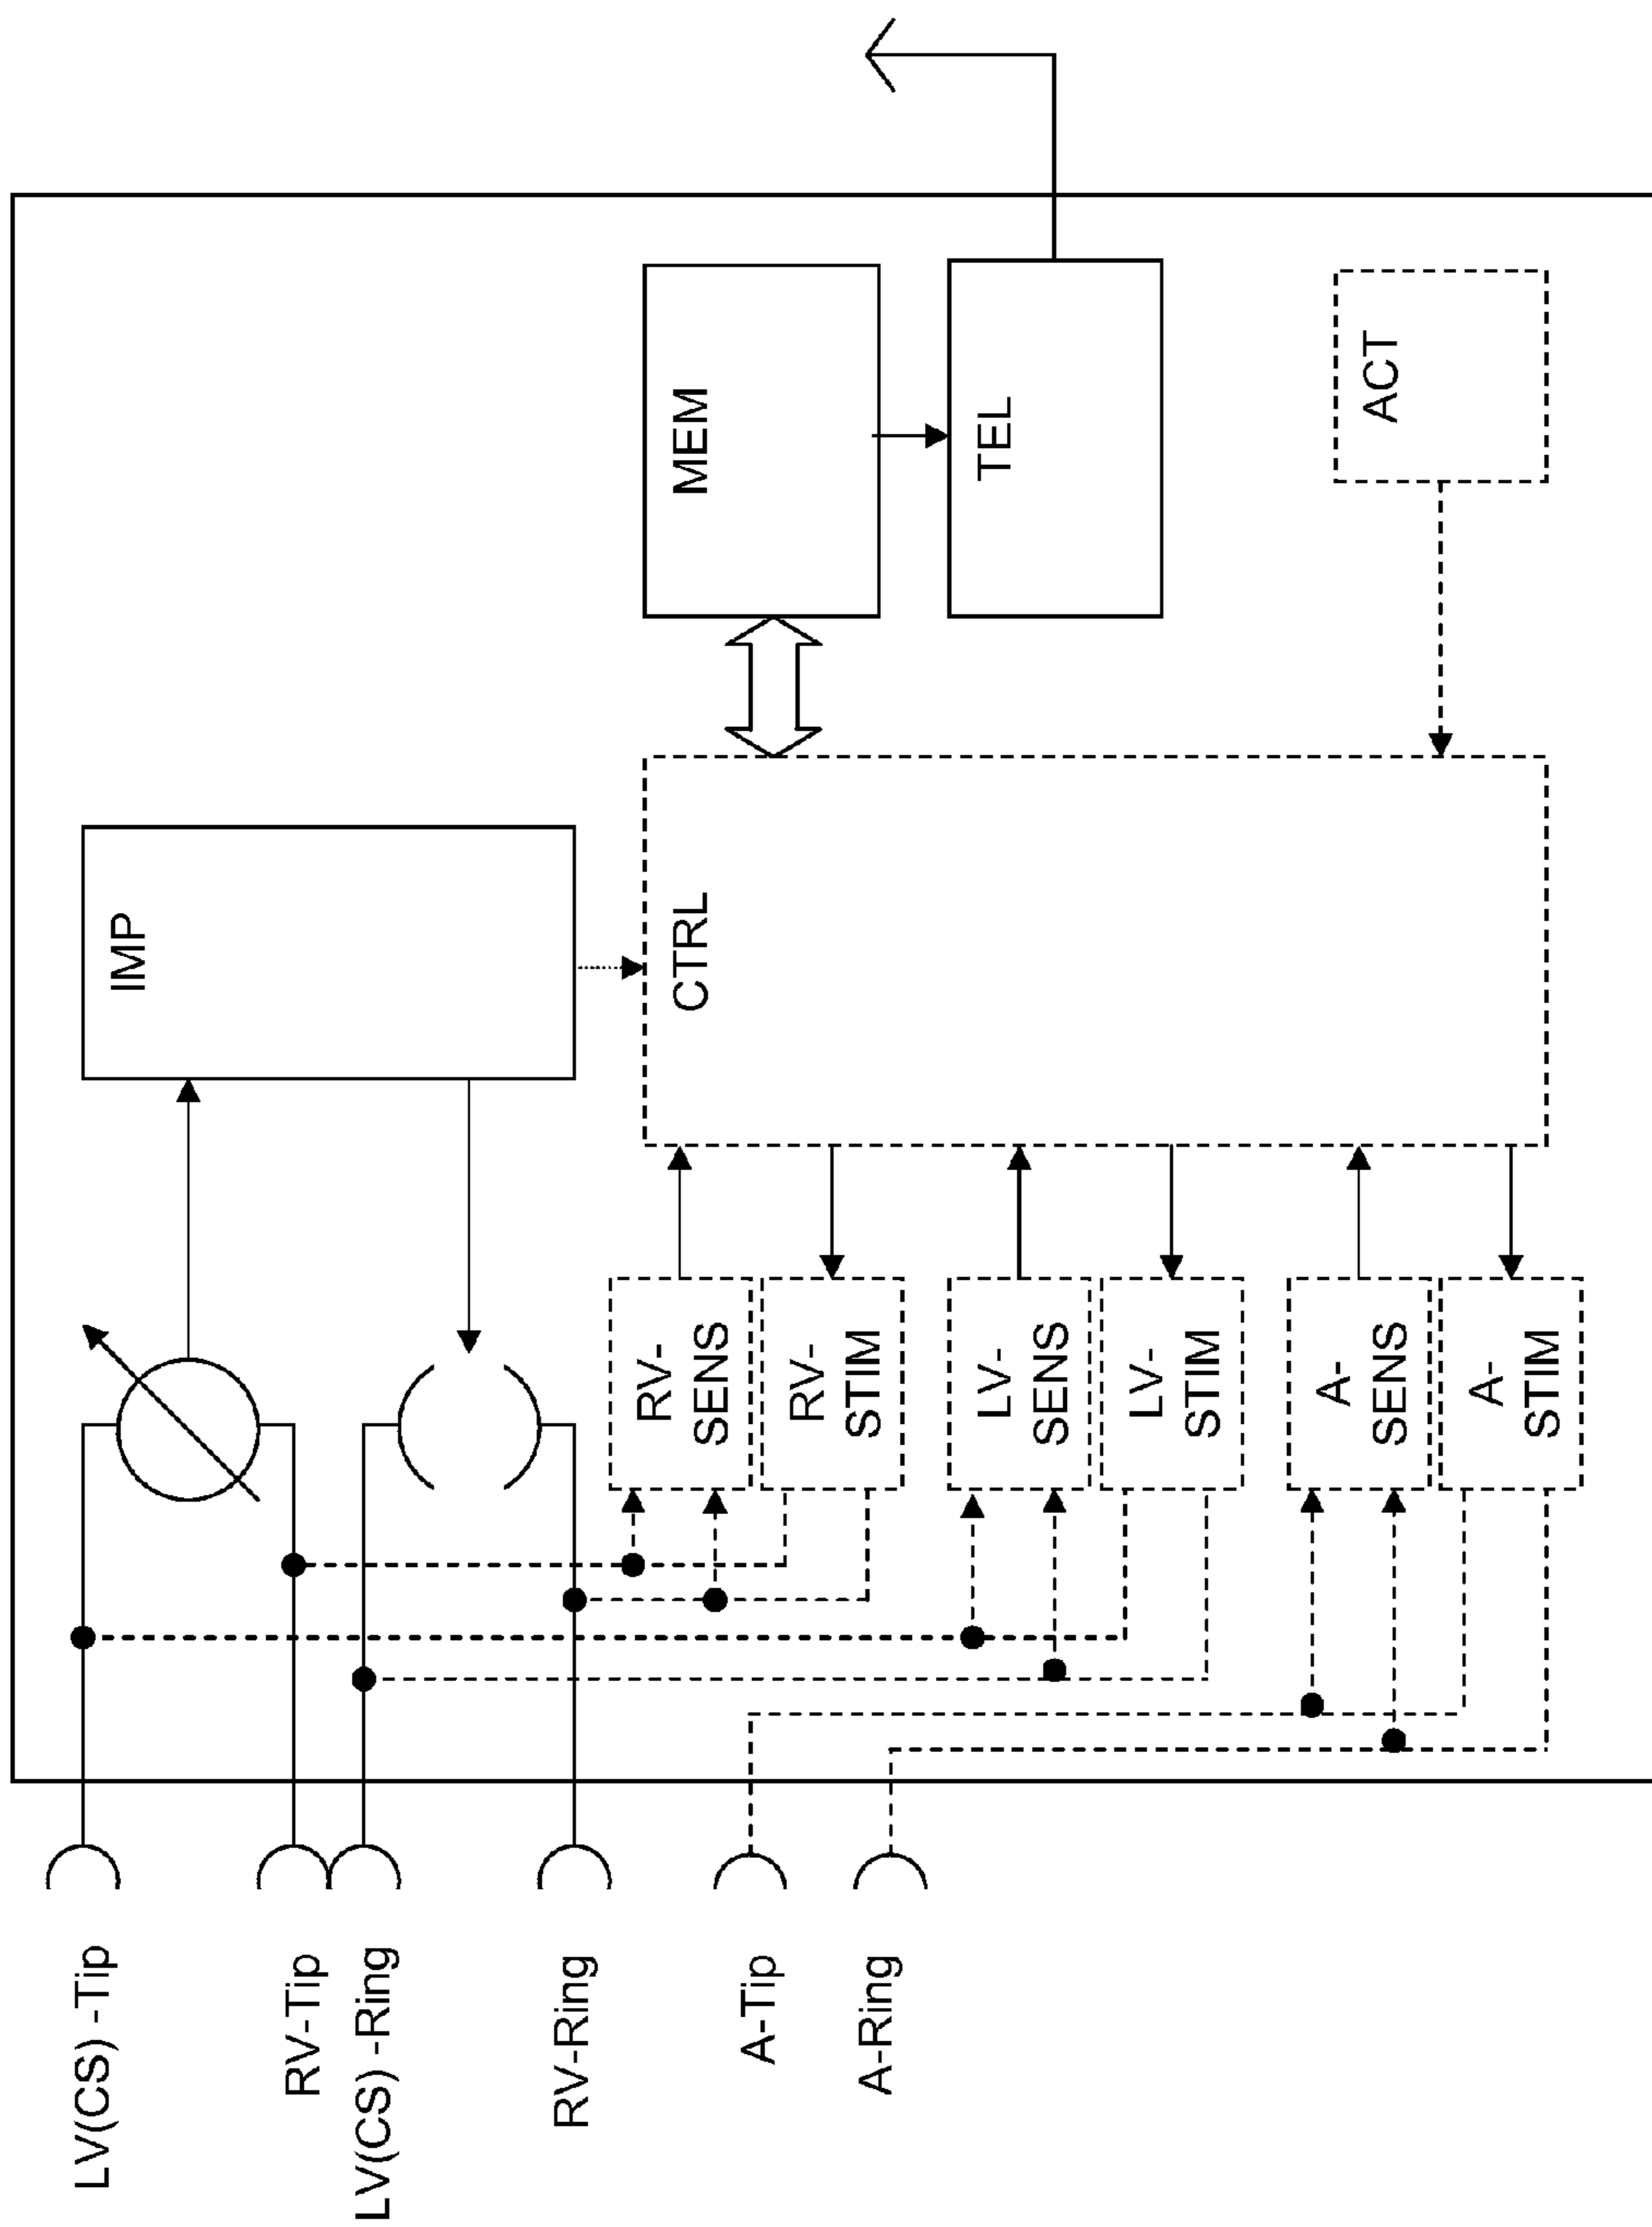 LV(CS) -Tip
RV-Tip
LV(CS) -Ring
RV-Ring
A-Tip
A-Ring
IMP
RV-
SENS
RV-
STIM
LV-
SENS
LV-
STIM
A-
SENS
A-
STIM
CTRL
MEM
TEL
ACT